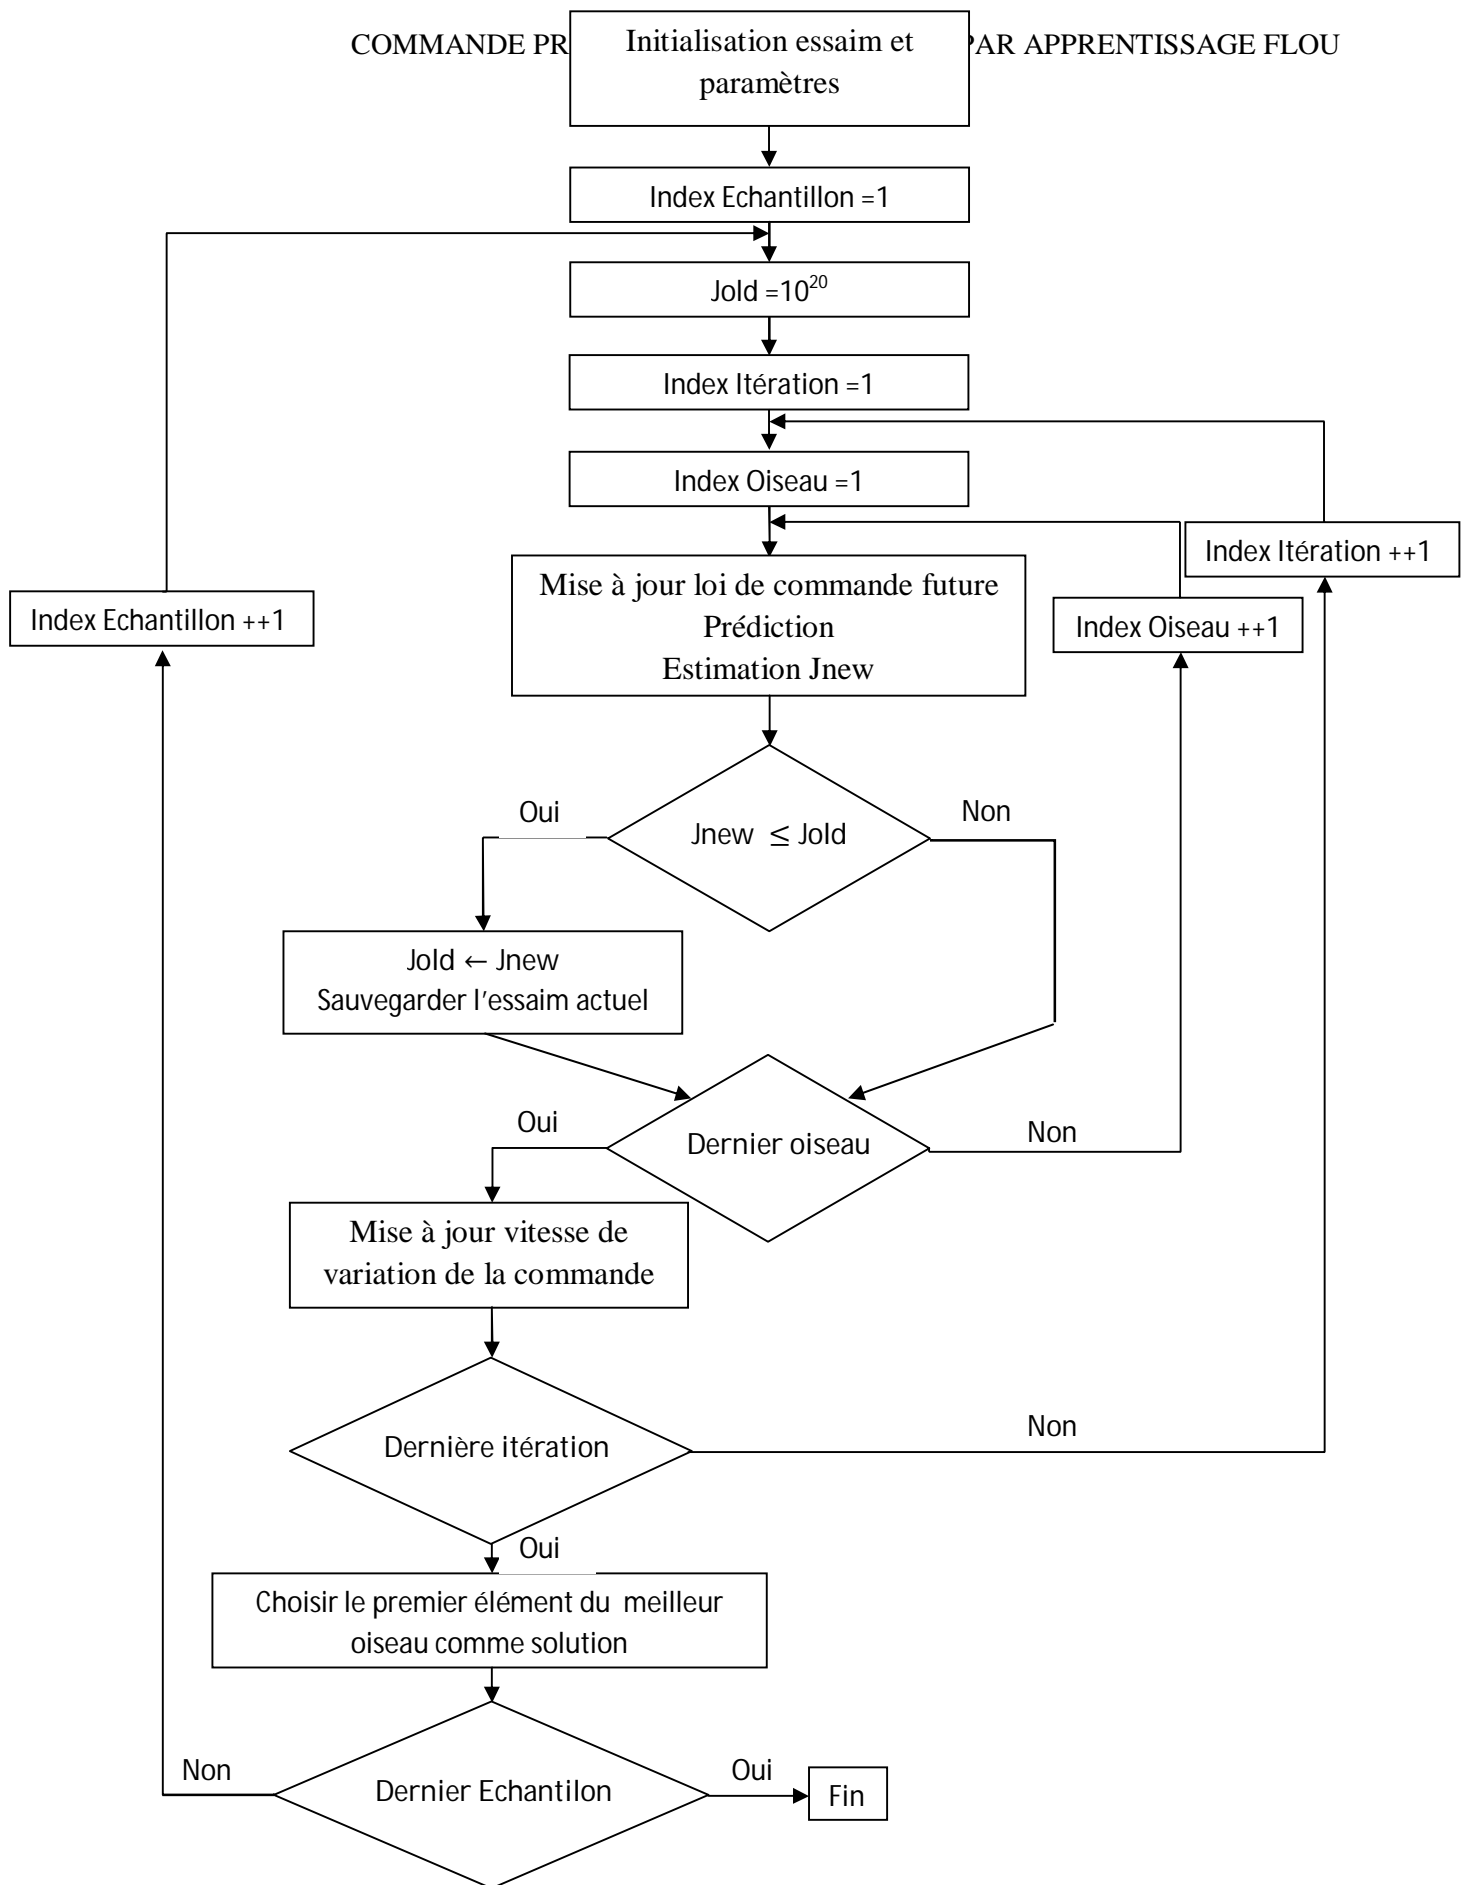 COMMANDE PR
Initialisation essaim et
PAR APPRENTISSAGE FLOU
paramètres
Index Echantillon =1
Jold =10²⁰
Index Itération =1
Index Oiseau =1
Index Itération ++1
Mise à jour loi de commande future
Prédiction
Estimation Jnew
Index Echantillon ++1
Index Oiseau ++1
Oui
Non
Jnew ≤ Jold
Jold ← Jnew
Sauvegarder l'essaim actuel
Oui
Dernier oiseau
Non
Mise à jour vitesse de
variation de la commande
Dernière itération
Non
Oui
Choisir le premier élément du meilleur
oiseau comme solution
Non
Dernier Echantilon
Oui
Fin